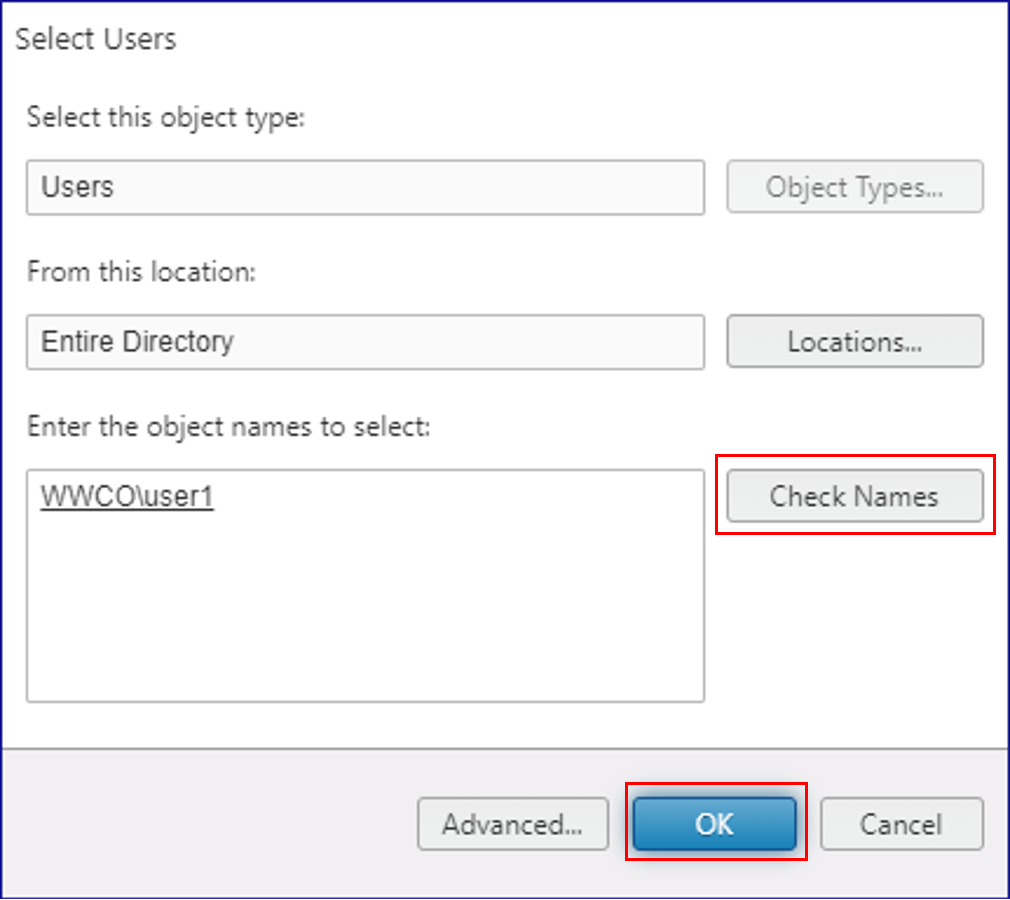 Select Users
Select this object type:
Users
Object Types...
From this location:
Entire Directory
Locations...
Enter the object names to select:
WWCO\user1
Check Names
Advanced...
OK
Cancel